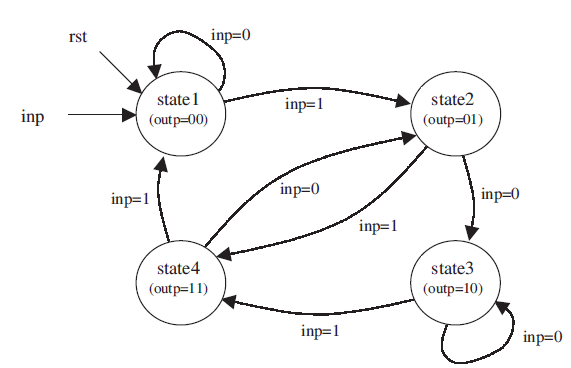 rst
inp=0
inp
state1
(outp=00)
inp=1
state2
(outp=01)
inp=1
inp=0
inp=1
inp=0
state4
(outp=11)
state3
(outp=10)
inp=1
inp=0